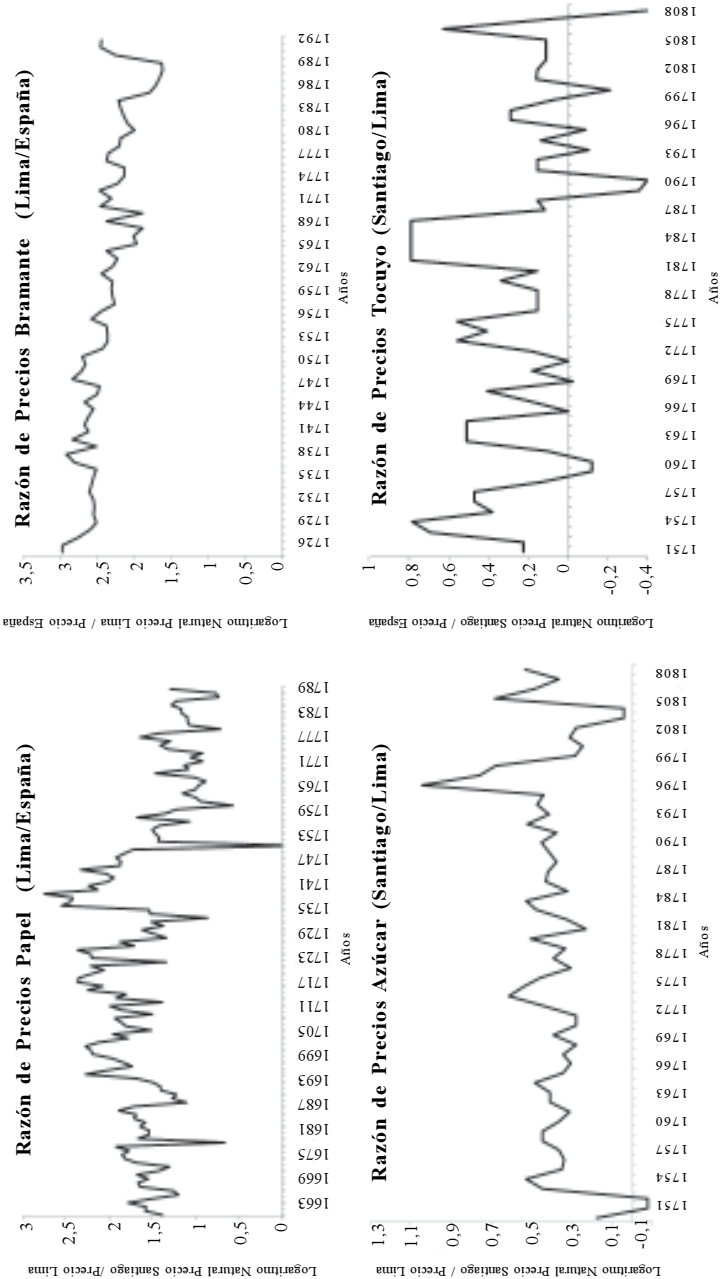 Razón de Precios Papel (Lima/España)
Logaritmo Natural Precio Santiago /Precio Lima
3
2,5
2
1,5
1
0,5
0
1663 1669 1675 1681 1687 1693 1699 1705 1711 1717 1723 1729 1735 1741 1747 1753 1759 1765 1771 1777 1783 1789
Años
Razón de Precios Bramante (Lima/España)
Logaritmo Natural Precio Lima / Precio España
3,5
3
2,5
2
1,5
1
0,5
0
1726 1729 1732 1735 1738 1741 1744 1747 1750 1753 1756 1759 1762 1765 1768 1771 1774 1777 1780 1783 1786 1789 1792
Años
Razón de Precios Azúcar (Santiago/Lima)
Logaritmo Natural Precio Santiago / Precio Lima
1,3
1,1
0,9
0,7
0,5
0,3
0,1
-0,1
1751 1754 1757 1760 1763 1766 1769 1772 1775 1778 1781 1784 1787 1790 1793 1796 1799 1802 1805 1808
Años
Razón de Precios Tocuyo (Santiago/Lima)
Logaritmo Natural Precio Santiago / Precio España
1
0,8
0,6
0,4
0,2
0
-0,2
-0,4
1751 1754 1757 1760 1763 1766 1769 1772 1775 1778 1781 1784 1787 1790 1793 1796 1799 1802 1805 1808
Años